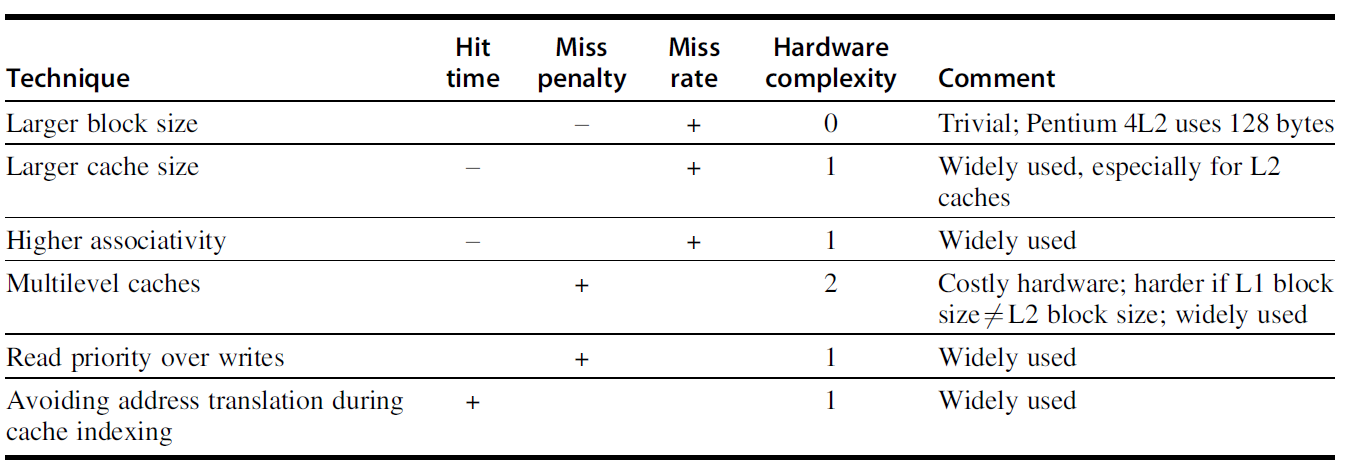 Technique Hit time Miss penalty Miss rate Hardware complexity Comment
Larger block size – + 0 Trivial; Pentium 4L2 uses 128 bytes
Larger cache size – + 1 Widely used, especially for L2
caches
Higher associativity – + 1 Widely used
Multilevel caches + 2 Costly hardware; harder if L1 block
size≠L2 block size; widely used
Read priority over writes + 1 Widely used
Avoiding address translation during + 1 Widely used
cache indexing